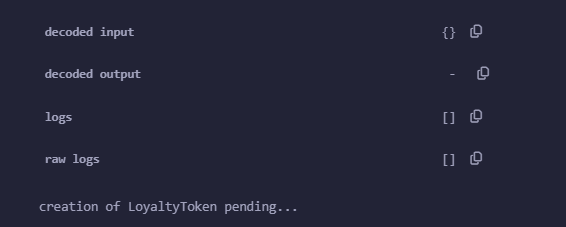 decoded input {}
decoded output -
logs []
raw logs []
creation of LoyaltyToken pending...